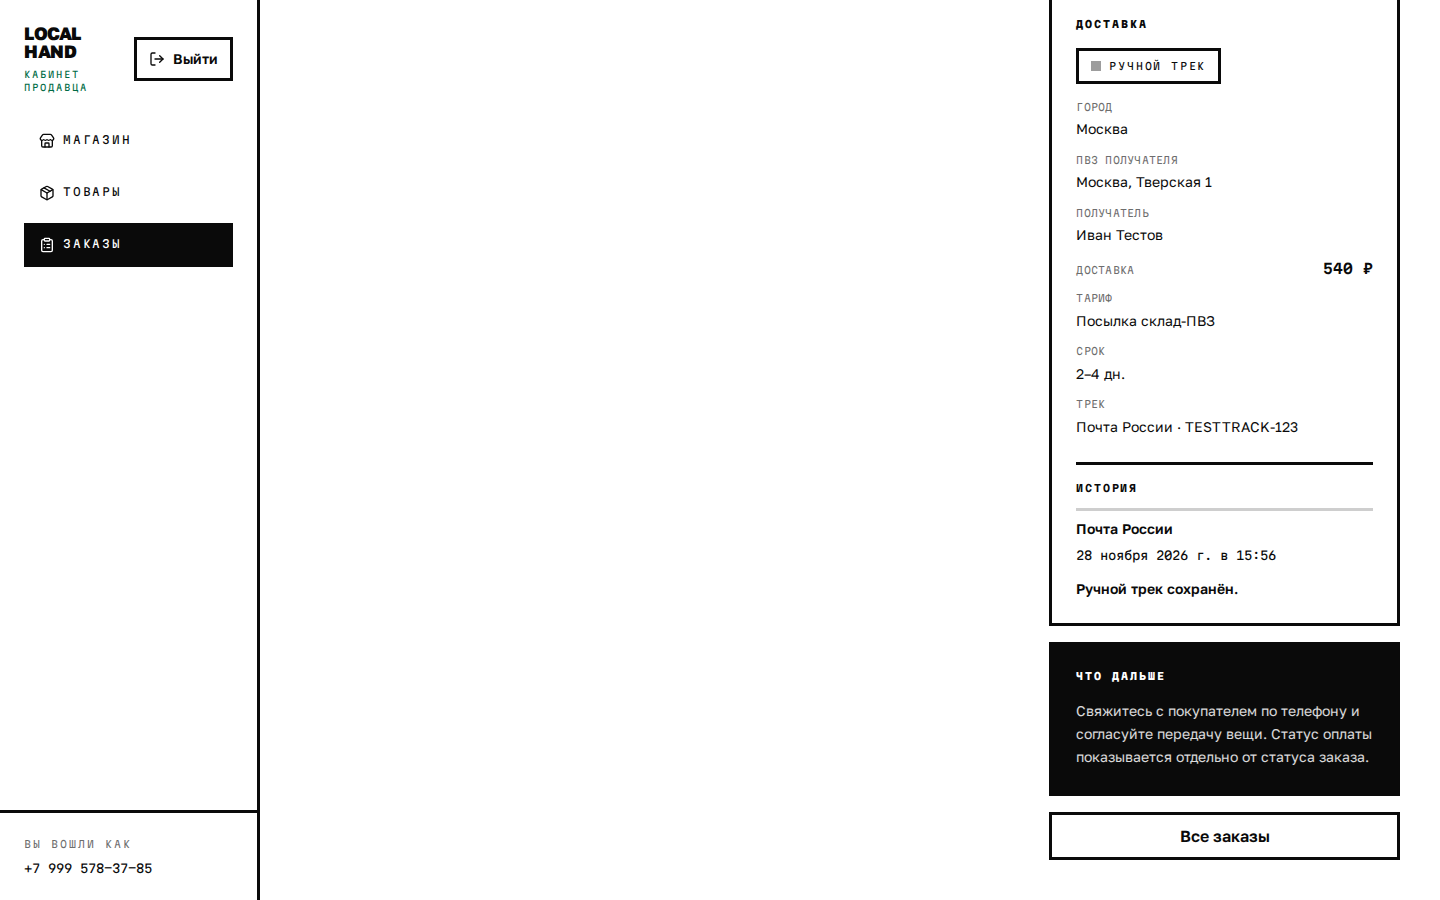 LOCAL
HAND
КАБИНЕТ
ПРОДАВЦА
Выйти
МАГАЗИН
ТОВАРЫ
ЗАКАЗЫ
ВЫ ВОШЛИ КАК
+7 999 578-37-85
ДОСТАВКА
РУЧНОЙ ТРЕК
ГОРОД
Москва
ПВЗ ПОЛУЧАТЕЛЯ
Москва, Тверская 1
ПОЛУЧАТЕЛЬ
Иван Тестов
ДОСТАВКА 540 ₽
ТАРИФ
Посылка склад-ПВЗ
СРОК
2–4 дн.
ТРЕК
Почта России · TESTTRACK-123
ИСТОРИЯ
Почта России
28 ноября 2026 г. в 15:56
Ручной трек сохранён.
ЧТО ДАЛЬШЕ
Свяжитесь с покупателем по телефону и
согласуйте передачу вещи. Статус оплаты
показывается отдельно от статуса заказа.
Все заказы